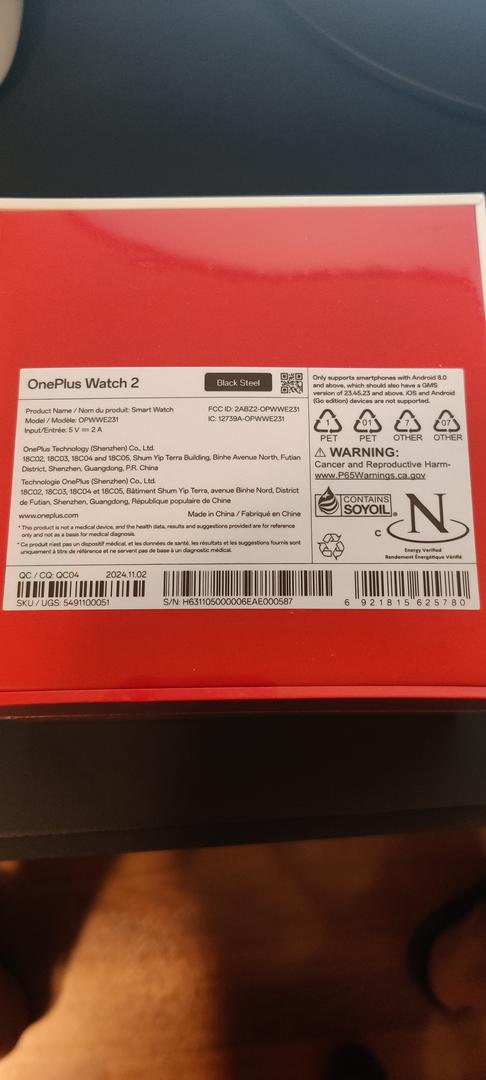 OnePlus Watch 2
Black Steel
Product Name / Nom du produit: Smart Watch
Model / Modèle: OPWWE231
Input/Entrée: 5 V ⎓ 2 A
FCC ID: 2ABZ2-OPWWE231
IC: 12739A-OPWWE231
OnePlus Technology (Shenzhen) Co., Ltd.
18C02, 18C03, 18C04 and 18C05, Shum Yip Terra Building, Binhe Avenue North, Futian
District, Shenzhen, Guangdong, P.R. China
Technologie OnePlus (Shenzhen) Co., Ltd.
18C02, 18C03, 18C04 et 18C05, Bâtiment Shum Yip Terra, avenue Binhe Nord, District
de Futian, Shenzhen, Guangdong, République populaire de Chine
www.oneplus.com
Made in China / Fabriqué en Chine
* This product is not a medical device, and the health data, results and suggestions provided are for reference
only and not as a basis for medical diagnosis.
* Ce produit n'est pas un dispositif médical, et les données de santé, les résultats et les suggestions fournis sont
uniquement à titre de référence et ne servent pas de base à un diagnostic médical.
Only supports smartphones with Android 8.0
and above, which should also have a GMS
version of 23.45.23 and above. iOS and Android
(Go edition) devices are not supported.
1
01
7
07
PET
PET
OTHER
OTHER
⚠ WARNING:
Cancer and Reproductive Harm-
www.P65Warnings.ca.gov
CONTAINS
SOYOIL®
C
N
Energy Verified
Rendement Énergétique Vérifié
QC / CQ: QC04
2024.11.02
SKU / UGS: 5491100051
S/N: H631105000006EAE000587
6 921815 625780